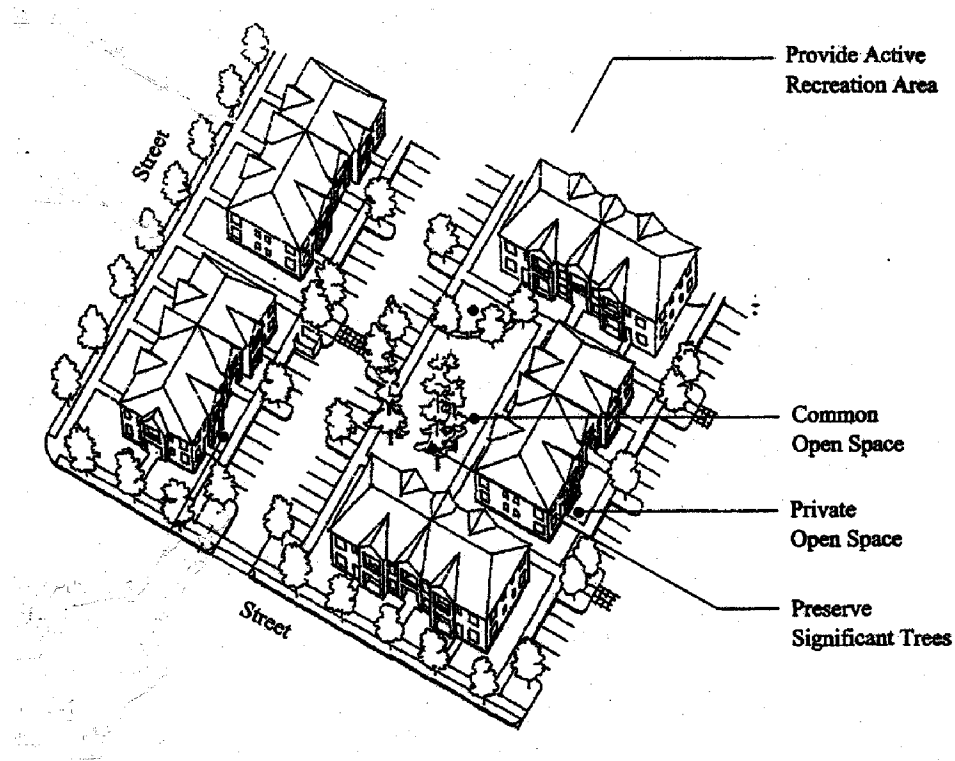 Provide Active
Recreation Area
Street
Common
Open Space
Private
Open Space
Preserve
Significant Trees
Street